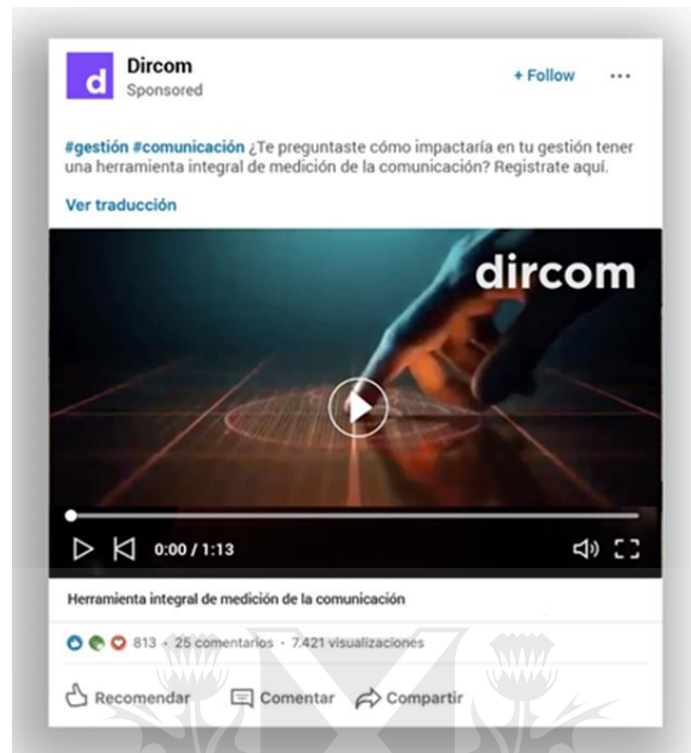 d
Dircom
Sponsored
+ Follow
#gestión #comunicación ¿Te preguntaste cómo impactaría en tu gestión tener
una herramienta integral de medición de la comunicación? Registrate aquí.
Ver traducción
dircom
0:00 / 1:13
Herramienta integral de medición de la comunicación
813 · 25 comentarios · 7.421 visualizaciones
Recomendar Comentar Compartir